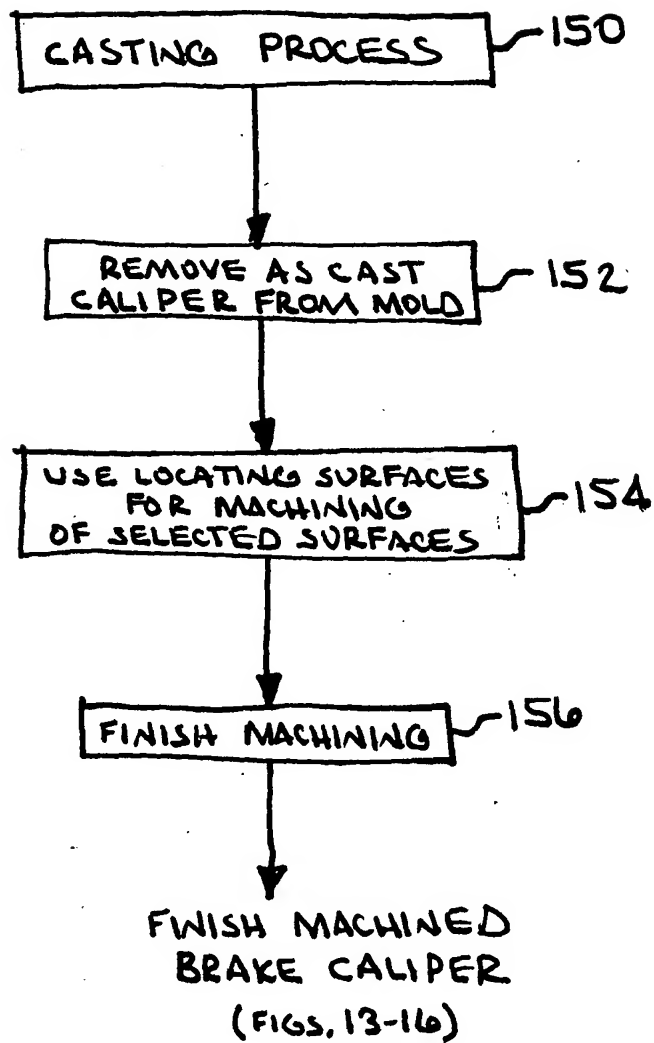 CASTING PROCESS
150
REMOVE AS CAST
CALIPER FROM MOLD
152
USE LOCATING SURFACES
FOR MACHINING
OF SELECTED SURFACES
154
FINISH MACHINING
156
FINISH MACHINED
BRAKE CALIPER
(FIGS. 13-16)